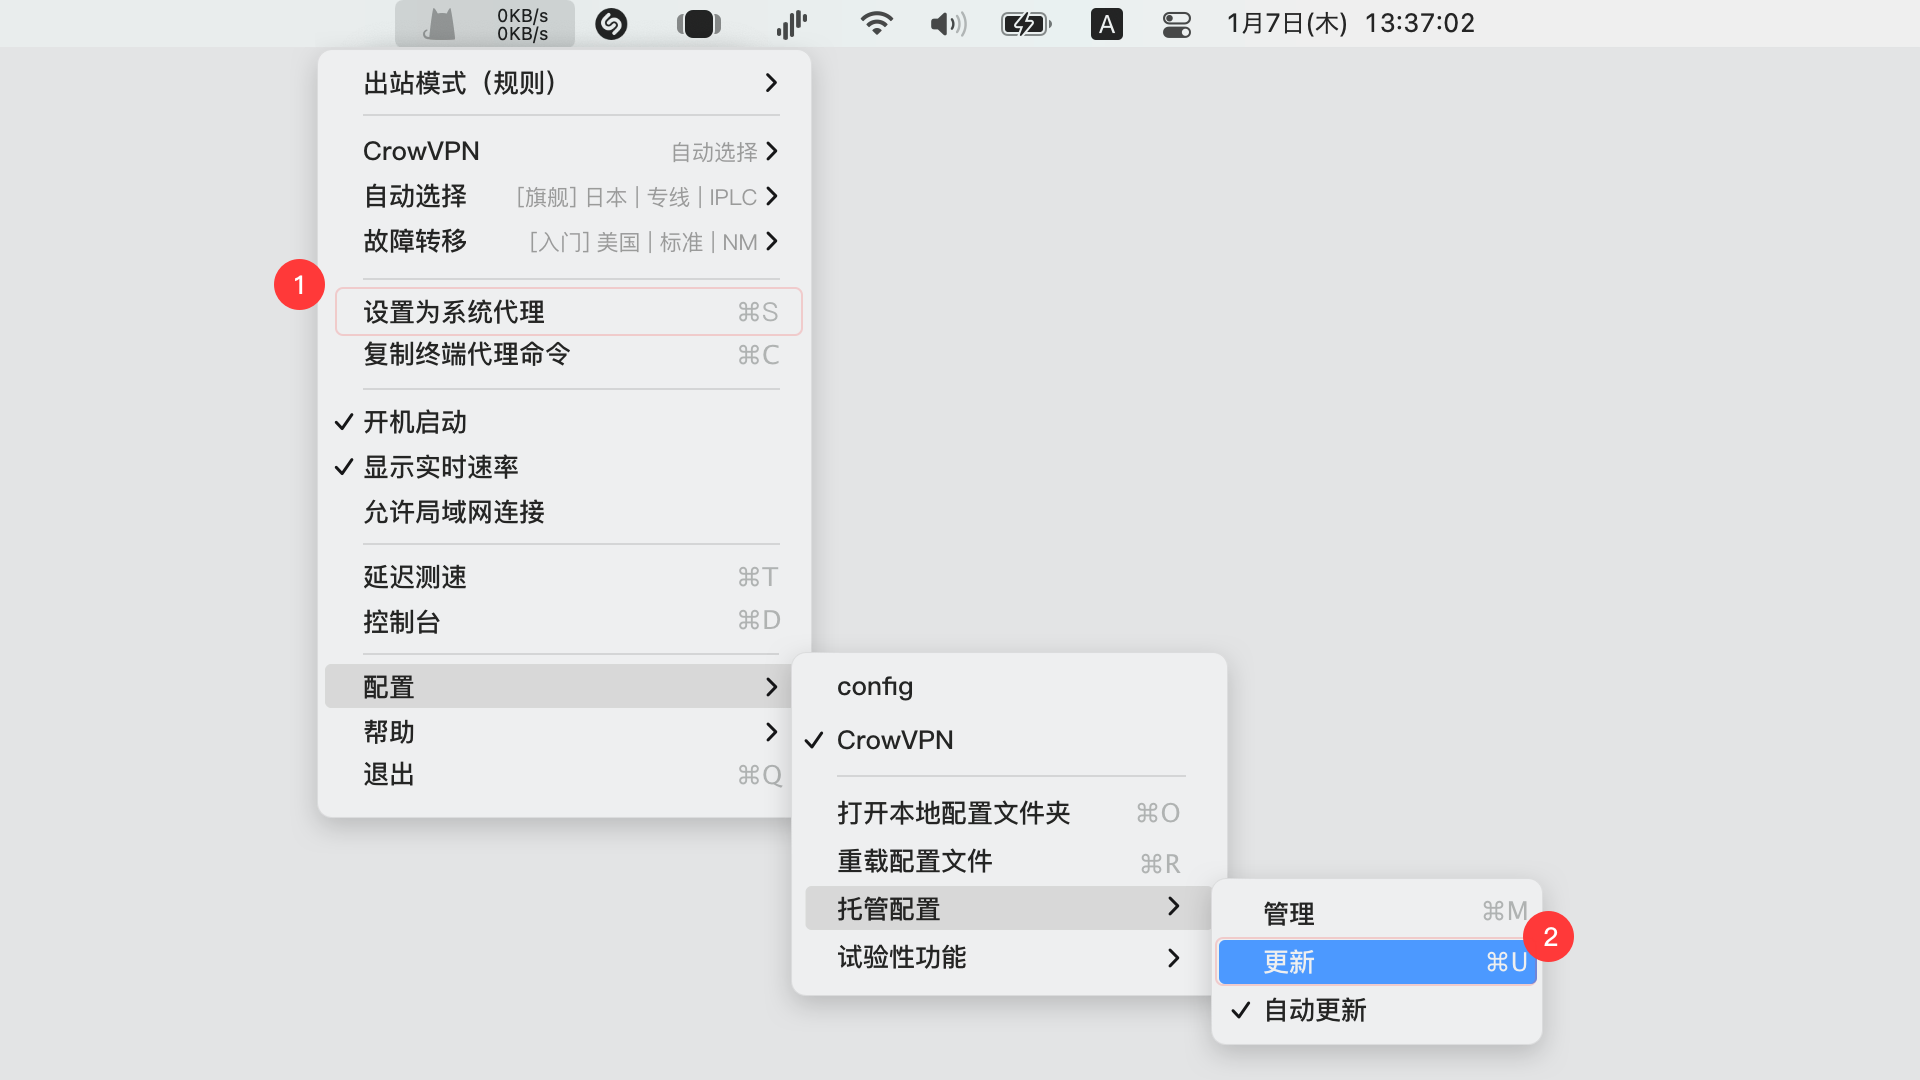 0KB/s
0KB/s
A
1月7日(木) 13:37:02
出站模式（规则）
CrowVPN 自动选择
自动选择 [旗舰] 日本 | 专线 | IPLC
故障转移 [入门] 美国 | 标准 | NM
1
设置为系统代理 ⌘S
复制终端代理命令 ⌘C
✓ 开机启动
✓ 显示实时速率
允许局域网连接
延迟测速 ⌘T
控制台 ⌘D
配置
帮助
退出 ⌘Q
config
✓ CrowVPN
打开本地配置文件夹 ⌘O
重载配置文件 ⌘R
托管配置
试验性功能
管理 ⌘M
2
更新 ⌘U
✓ 自动更新